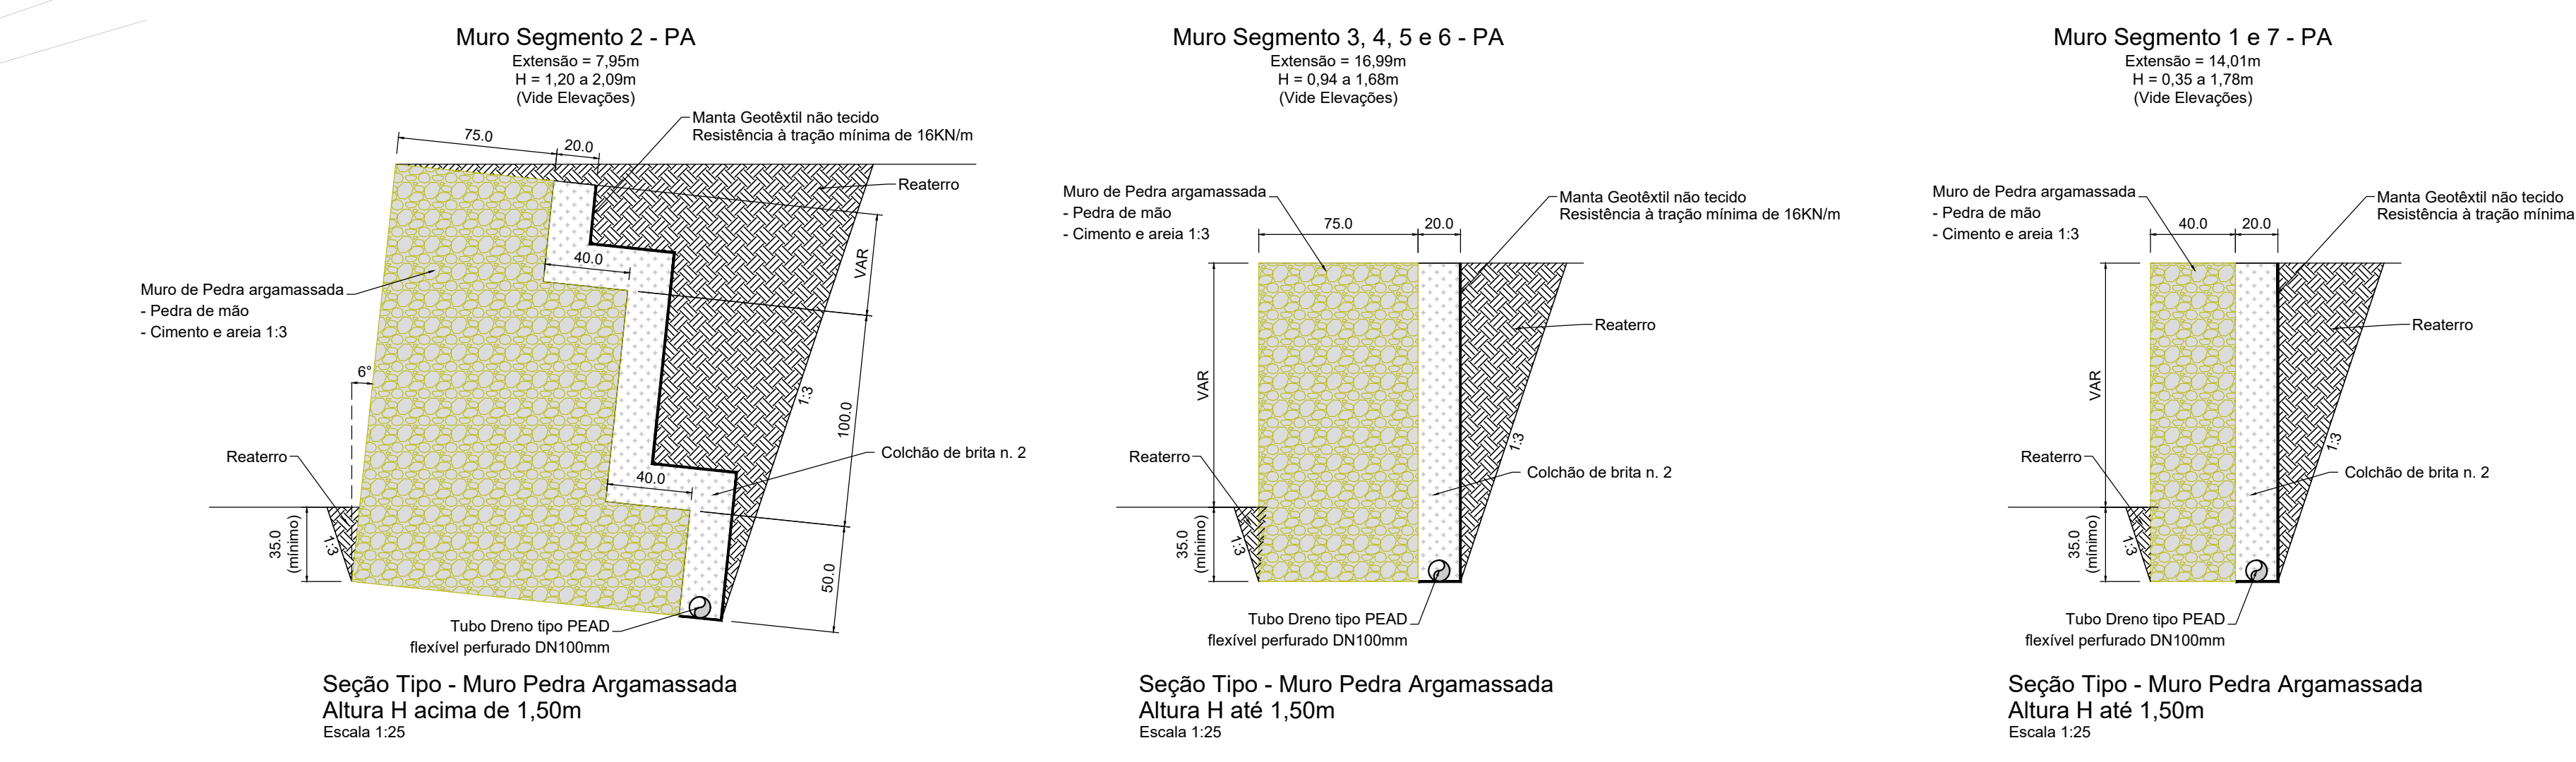 Muro Segmento 2 - PA
Extensão = 7,95m
H = 1,20 a 2,09m
(Vide Elevações)
75.0
20.0
Manta Geotêxtil não tecido
Resistência à tração mínima de 16KN/m
Reaterro
VAR
40.0
Muro de Pedra argamassada
- Pedra de mão
- Cimento e areia 1:3
6°
1:3
100.0
Reaterro
Colchão de brita n. 2
40.0
35.0
(mínimo)
1:3
50.0
Tubo Dreno tipo PEAD
flexível perfurado DN100mm
Seção Tipo - Muro Pedra Argamassada
Altura H acima de 1,50m
Escala 1:25
Muro Segmento 3, 4, 5 e 6 - PA
Extensão = 16,99m
H = 0,94 a 1,68m
(Vide Elevações)
Muro de Pedra argamassada
- Pedra de mão
- Cimento e areia 1:3
75.0
20.0
Manta Geotêxtil não tecido
Resistência à tração mínima de 16KN/m
Reaterro
VAR
1:3
Reaterro
Colchão de brita n. 2
35.0
(mínimo)
1:3
Tubo Dreno tipo PEAD
flexível perfurado DN100mm
Seção Tipo - Muro Pedra Argamassada
Altura H até 1,50m
Escala 1:25
Muro Segmento 1 e 7 - PA
Extensão = 14,01m
H = 0,35 a 1,78m
(Vide Elevações)
Muro de Pedra argamassada
- Pedra de mão
- Cimento e areia 1:3
40.0
20.0
Manta Geotêxtil não tecido
Resistência à tração mínima
Reaterro
VAR
1:3
Reaterro
Colchão de brita n. 2
35.0
(mínimo)
1:3
Tubo Dreno tipo PEAD
flexível perfurado DN100mm
Seção Tipo - Muro Pedra Argamassada
Altura H até 1,50m
Escala 1:25